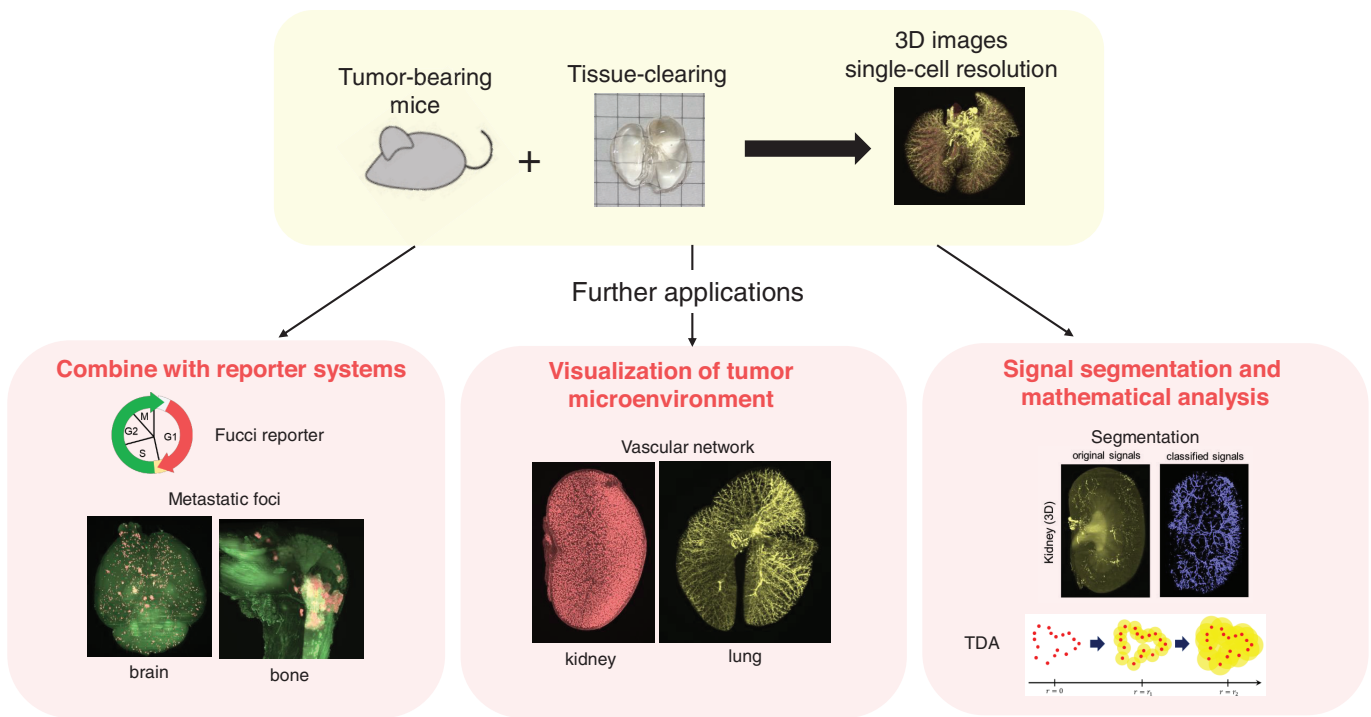 Tumor-bearing
mice
+
Tissue-clearing
3D images
single-cell resolution
Further applications
Combine with reporter systems
M
G2
G1
S
Fucci reporter
Metastatic foci
brain
bone
Visualization of tumor
microenvironment
Vascular network
kidney
lung
Signal segmentation and
mathematical analysis
Segmentation
original signals
classified signals
Kidney (3D)
TDA
r = 0
r = r₁
r = r₂